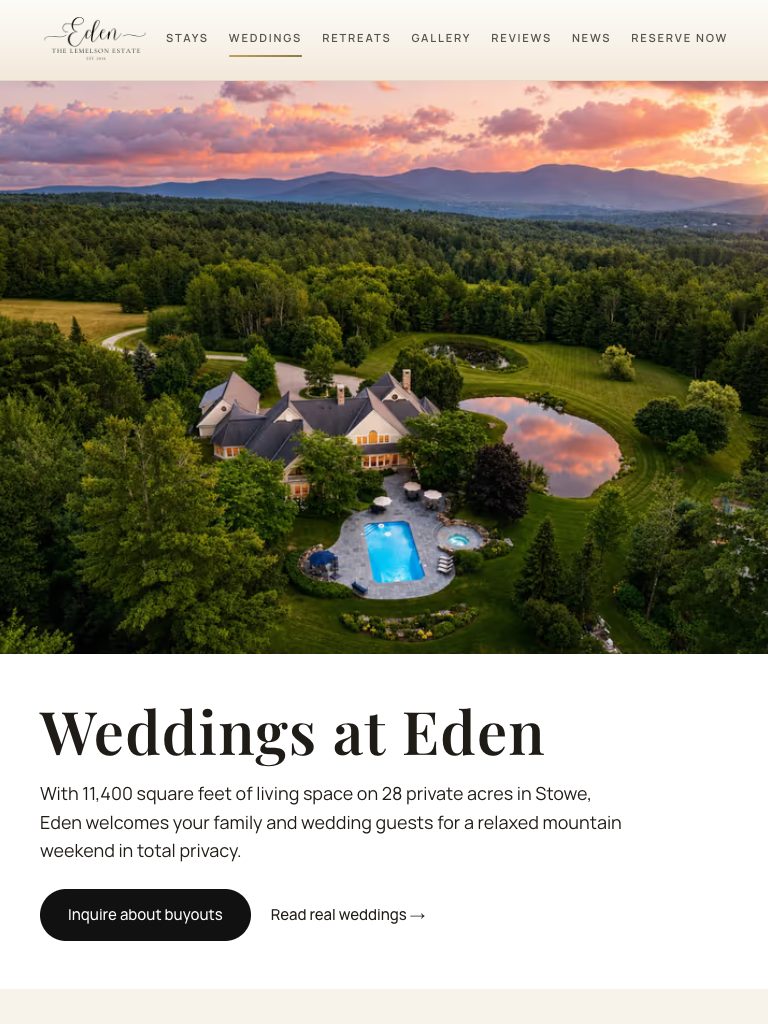 Eden
THE LEMELSON ESTATE
STAYS
WEDDINGS
RETREATS
GALLERY
REVIEWS
NEWS
RESERVE NOW
Weddings at Eden
With 11,400 square feet of living space on 28 private acres in Stowe,
Eden welcomes your family and wedding guests for a relaxed mountain
weekend in total privacy.
Inquire about buyouts
Read real weddings →